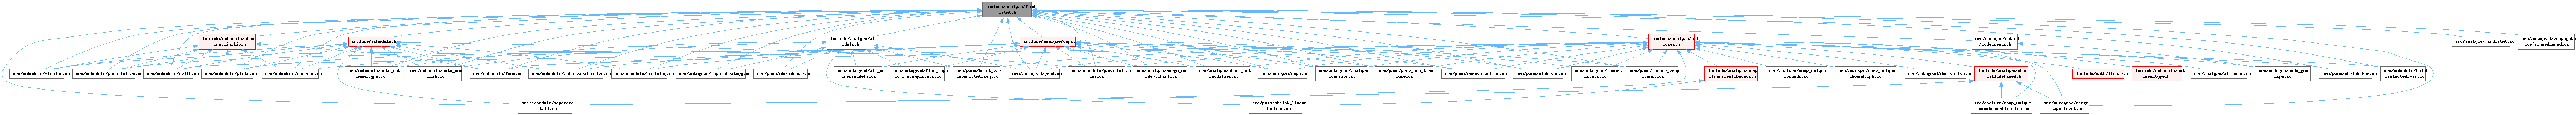 include/analyze/find
_stmt.h
include/schedule/check
_not_in_lib.h
include/schedule.h
include/analyze/all
_defs.h
include/analyze/deps.h
include/analyze/all
_uses.h
src/codegen/detail
/code_gen_c.h
src/analyze/find_stmt.cc
src/autograd/propagate
_defs_need_grad.cc
src/schedule/fission.cc
src/schedule/parallelize.cc
src/schedule/split.cc
src/schedule/pluto.cc
src/schedule/reorder.cc
src/schedule/auto_set
_mem_type.cc
src/schedule/auto_use
_lib.cc
src/schedule/fuse.cc
src/schedule/auto_parallelize.cc
src/schedule/inlining.cc
src/autograd/tape_strategy.cc
src/pass/shrink_var.cc
src/autograd/all_no
_reuse_defs.cc
src/autograd/find_tape
_or_recomp_stmts.cc
src/pass/hoist_var
_over_stmt_seq.cc
src/autograd/grad.cc
src/schedule/parallelize
_as.cc
src/analyze/merge_no
_deps_hint.cc
src/analyze/check_not
_modified.cc
src/analyze/deps.cc
src/autograd/analyze
_version.cc
src/pass/prop_one_time
_use.cc
src/pass/remove_writes.cc
src/pass/sink_var.cc
src/autograd/insert
_stmts.cc
src/pass/tensor_prop
_const.cc
include/analyze/comp
_transient_bounds.h
src/analyze/comp_unique
_bounds.cc
src/analyze/comp_unique
_bounds_pb.cc
src/autograd/derivative.cc
include/analyze/check
_all_defined.h
include/math/linear.h
include/schedule/set
_mem_type.h
src/analyze/all_uses.cc
src/codegen/code_gen
_cpu.cc
src/pass/shrink_for.cc
src/schedule/hoist
_selected_var.cc
src/schedule/separate
_tail.cc
src/pass/shrink_linear
_indices.cc
src/analyze/comp_unique
_bounds_combination.cc
src/autograd/merge
_tape_input.cc